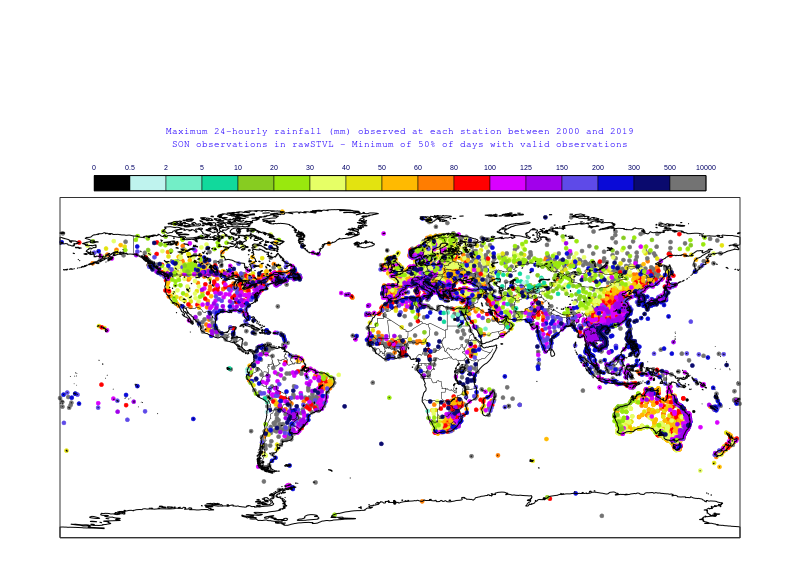 Maximum 24-hourly rainfall (mm) observed at each station between 2000 and 2019
SON observations in rawSTVL - Minimum of 50% of days with valid observations
0 0.5 2 5 10 20 30 40 50 60 80 100 125 150 200 300 500 10000